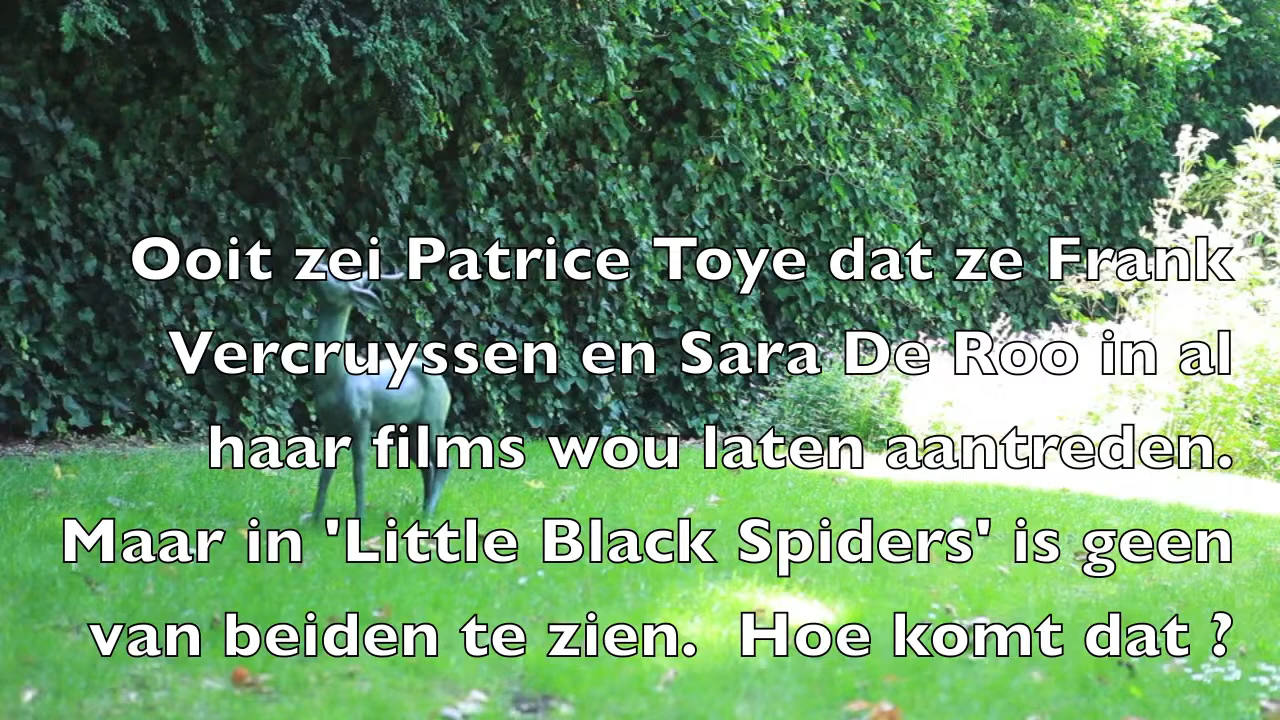 Ooit zei Patrice Toye dat ze Frank
Vercruyssen en Sara De Roo in al
haar films wou laten aantreden.
Maar in 'Little Black Spiders' is geen
van beiden te zien.  Hoe komt dat ?